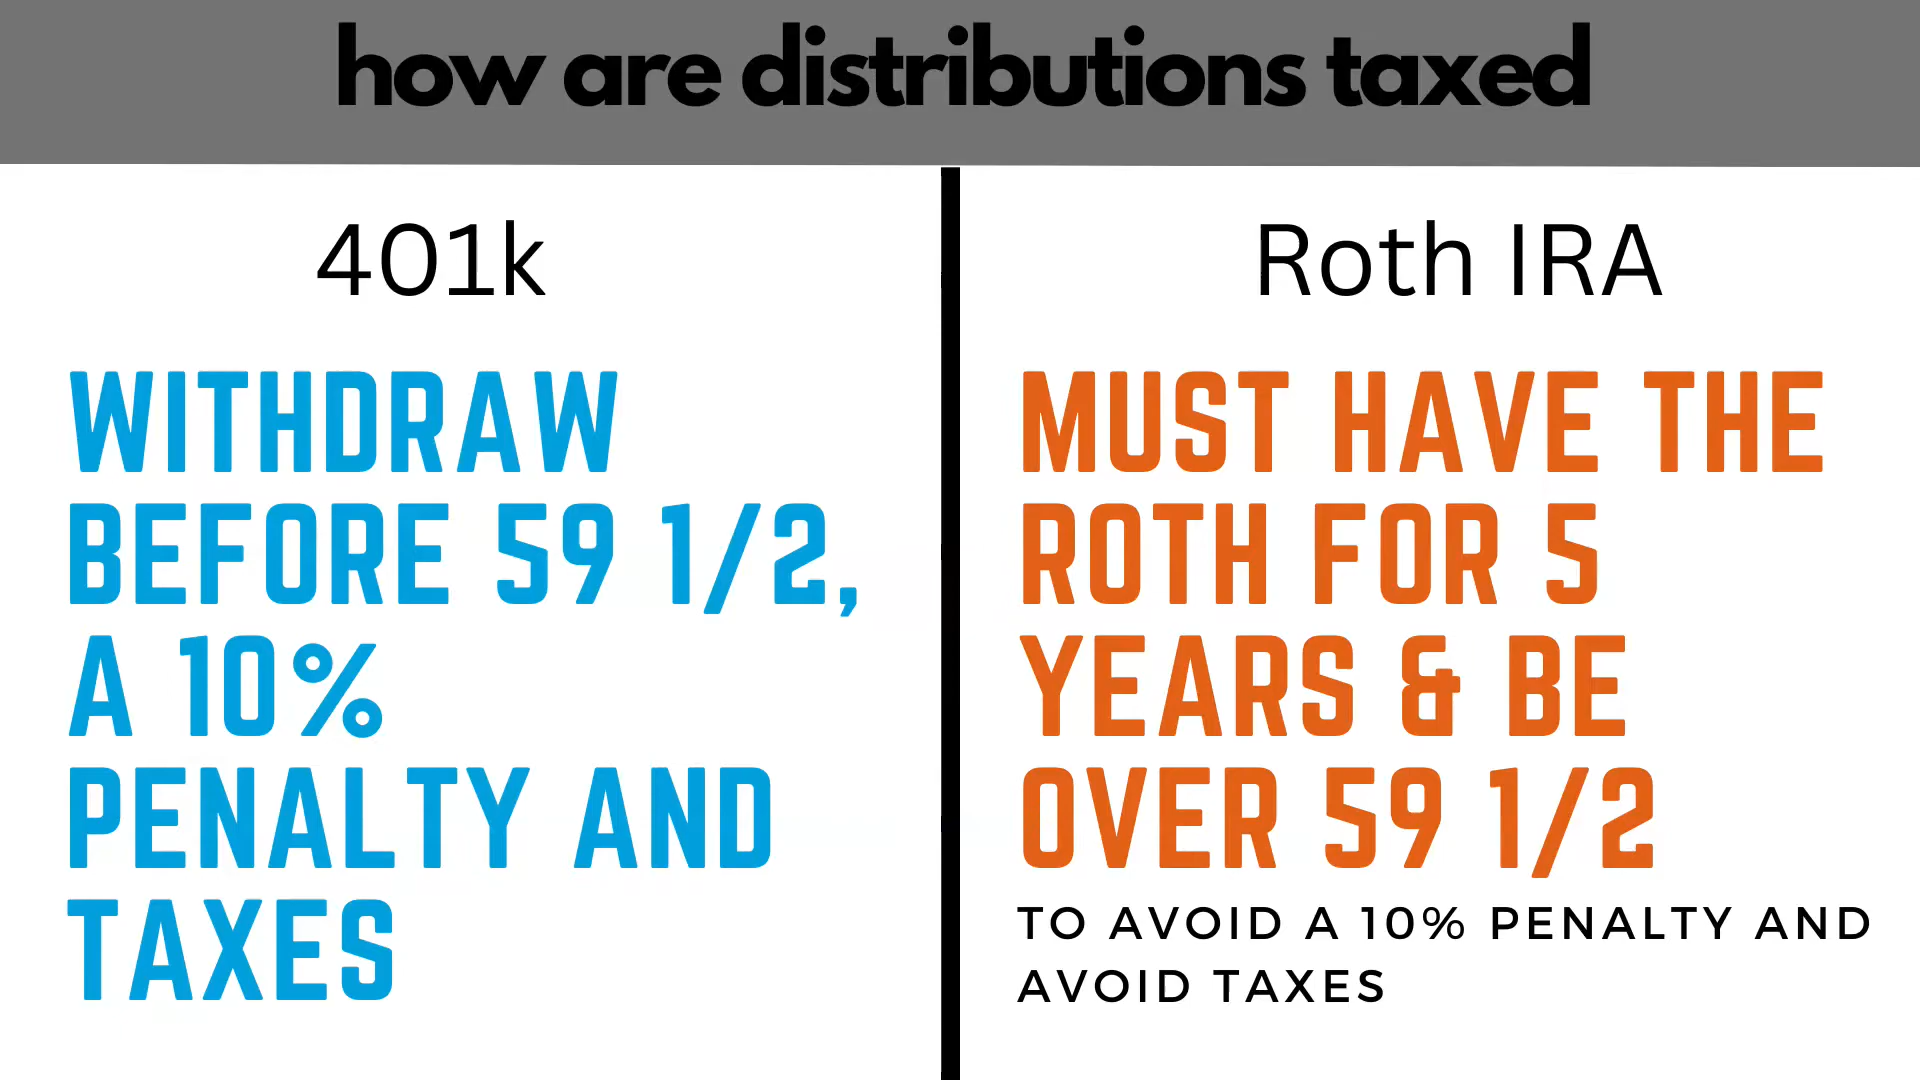 how are distributions taxed
401k
WITHDRAW
BEFORE 59 1/2,
A 10%
PENALTY AND
TAXES
Roth IRA
MUST HAVE THE
ROTH FOR 5
YEARS & BE
OVER 59 1/2
TO AVOID A 10% PENALTY AND
AVOID TAXES